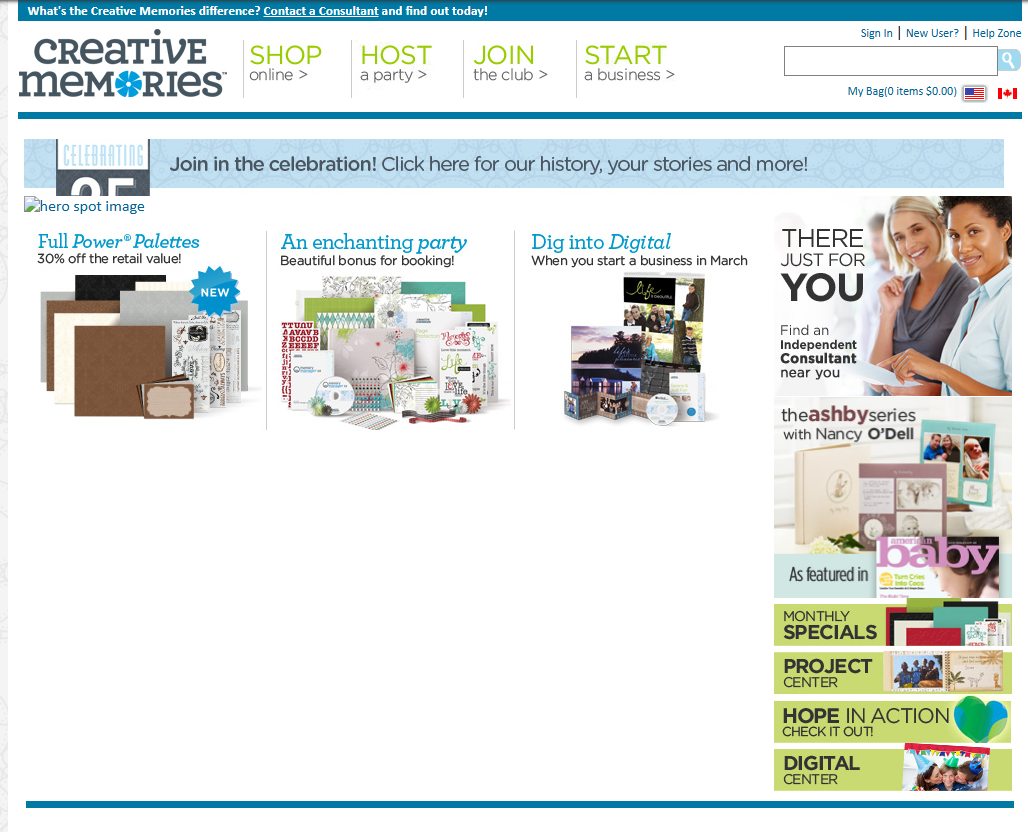 What's the Creative Memories difference? Contact a Consultant and find out today!
CREATIVE
MEMORIES™
SHOP
online >
HOST
a party >
JOIN
the club >
START
a business >
Sign In | New User? | Help Zone
My Bag(0 items $0.00)
CELEBRATING
Join in the celebration! Click here for our history, your stories and more!
hero spot image
Full Power® Palettes
30% off the retail value!
NEW
An enchanting party
Beautiful bonus for booking!
Dig into Digital
When you start a business in March
life
THERE
JUST FOR
YOU
Find an
Independent
Consultant
near you
the ashby series
with Nancy O'Dell
As featured in
american
baby
Turn Cries
Into Coos
MONTHLY
SPECIALS
PROJECT
CENTER
HOPE IN ACTION
CHECK IT OUT!
DIGITAL
CENTER